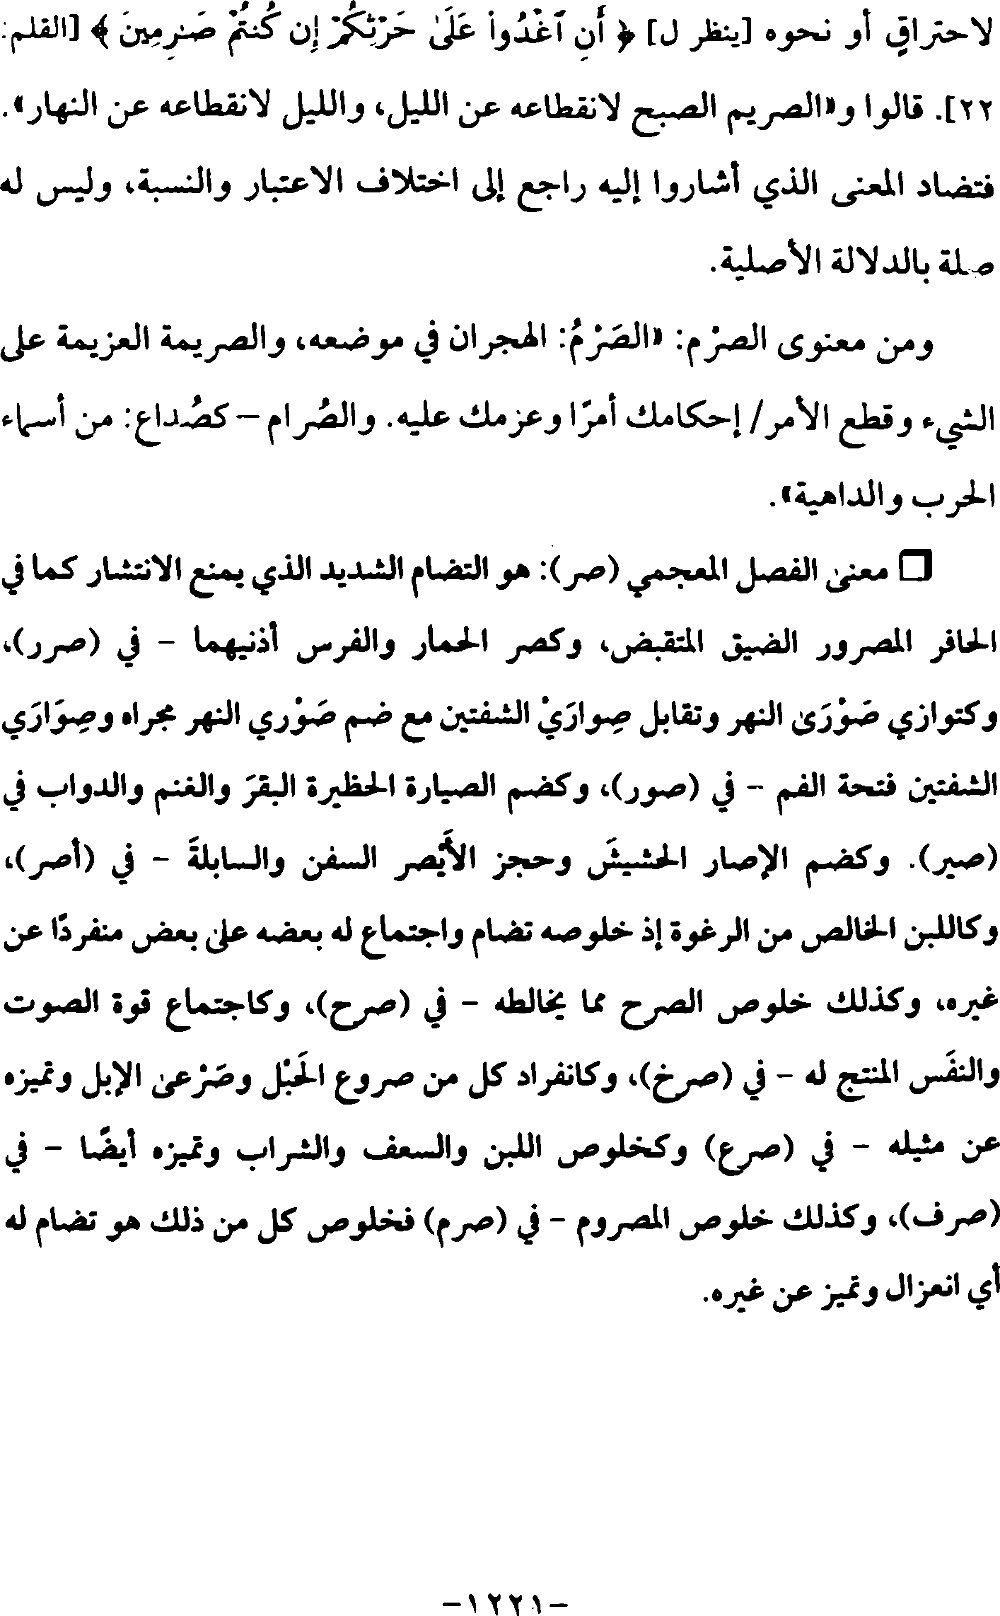 لاحتراقٍ أو نحوه [ينظر ل] ﴿ أَنِ ٱغْدُوا۟ عَلَىٰ حَرْثِكُمْ إِن كُنتُمْ صَـٰرِمِينَ ﴾ [القلم:
٢٢]. قالوا و«الصريم الصبح لانقطاعه عن الليل، والليل لانقطاعه عن النهار».
فتضاد المعنى الذي أشاروا إليه راجع إلى اختلاف الاعتبار والنسبة، وليس له
صلة بالدلالة الأصلية.
ومن معنوى الصرْم: «الصَرْمُ: الهجران في موضعه، والصريمة العزيمة على
الشيء وقطع الأمر/ إحكامك أمرًا وعزمك عليه. والصُرام – كصُداع: من أسماء
الحرب والداهية».
❒ معنى الفصل المعجمي (صر): هو التضام الشديد الذي يمنع الانتشار كما في
الحافر المصرور الضيق المتقبض، وكصر الحمار والفرس أذنيهما - في (صرر)،
وكتوازي صَوْرَى النهر وتقابل صِوارَيْ الشفتين مع ضم صَوْري النهر مجراه وصِوَارَي
الشفتين فتحة الفم - في (صور)، وكضم الصيارة الحظيرة البقرَ والغنم والدواب في
(صير). وكضم الإصار الحشيشَ وحجز الأَيْصر السفن والسابلةَ - في (أصر)،
وكاللبن الخالص من الرغوة إذ خلوصه تضام واجتماع له بعضه على بعض منفردًا عن
غيره، وكذلك خلوص الصرح مما يخالطه - في (صرح)، وكاجتماع قوة الصوت
والنفَس المنتج له - في (صرخ)، وكانفراد كل من صروع الحَبْل وصَرْعى الإبل وتميزه
عن مثيله - في (صرع) وكخلوص اللبن والسعف والشراب وتميزه أيضًا - في
(صرف)، وكذلك خلوص المصروم - في (صرم) فخلوص كل من ذلك هو تضام له
أي انعزال وتميز عن غيره.
-١٢٢١-